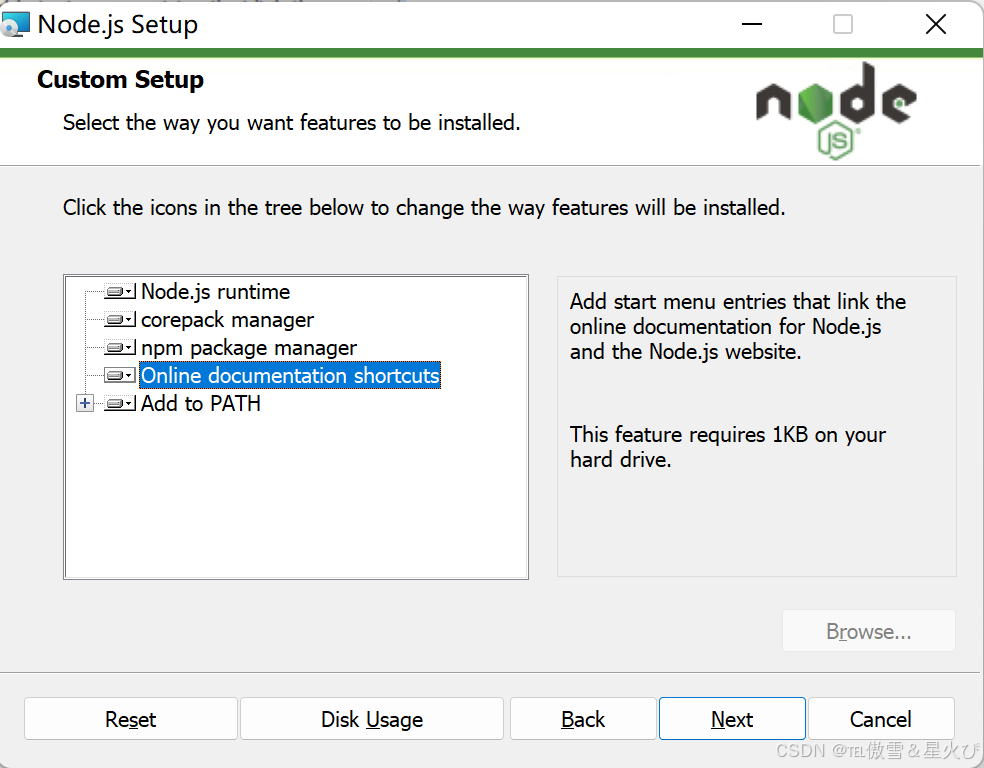 Node.js Setup
Custom Setup
Select the way you want features to be installed.
node
JS
Click the icons in the tree below to change the way features will be installed.
Node.js runtime
corepack manager
npm package manager
Online documentation shortcuts
Add to PATH
Add start menu entries that link the
online documentation for Node.js
and the Node.js website.
This feature requires 1KB on your
hard drive.
Browse...
Reset
Disk Usage
Back
Next
Cancel
CSDN @℡傲雪&星火び